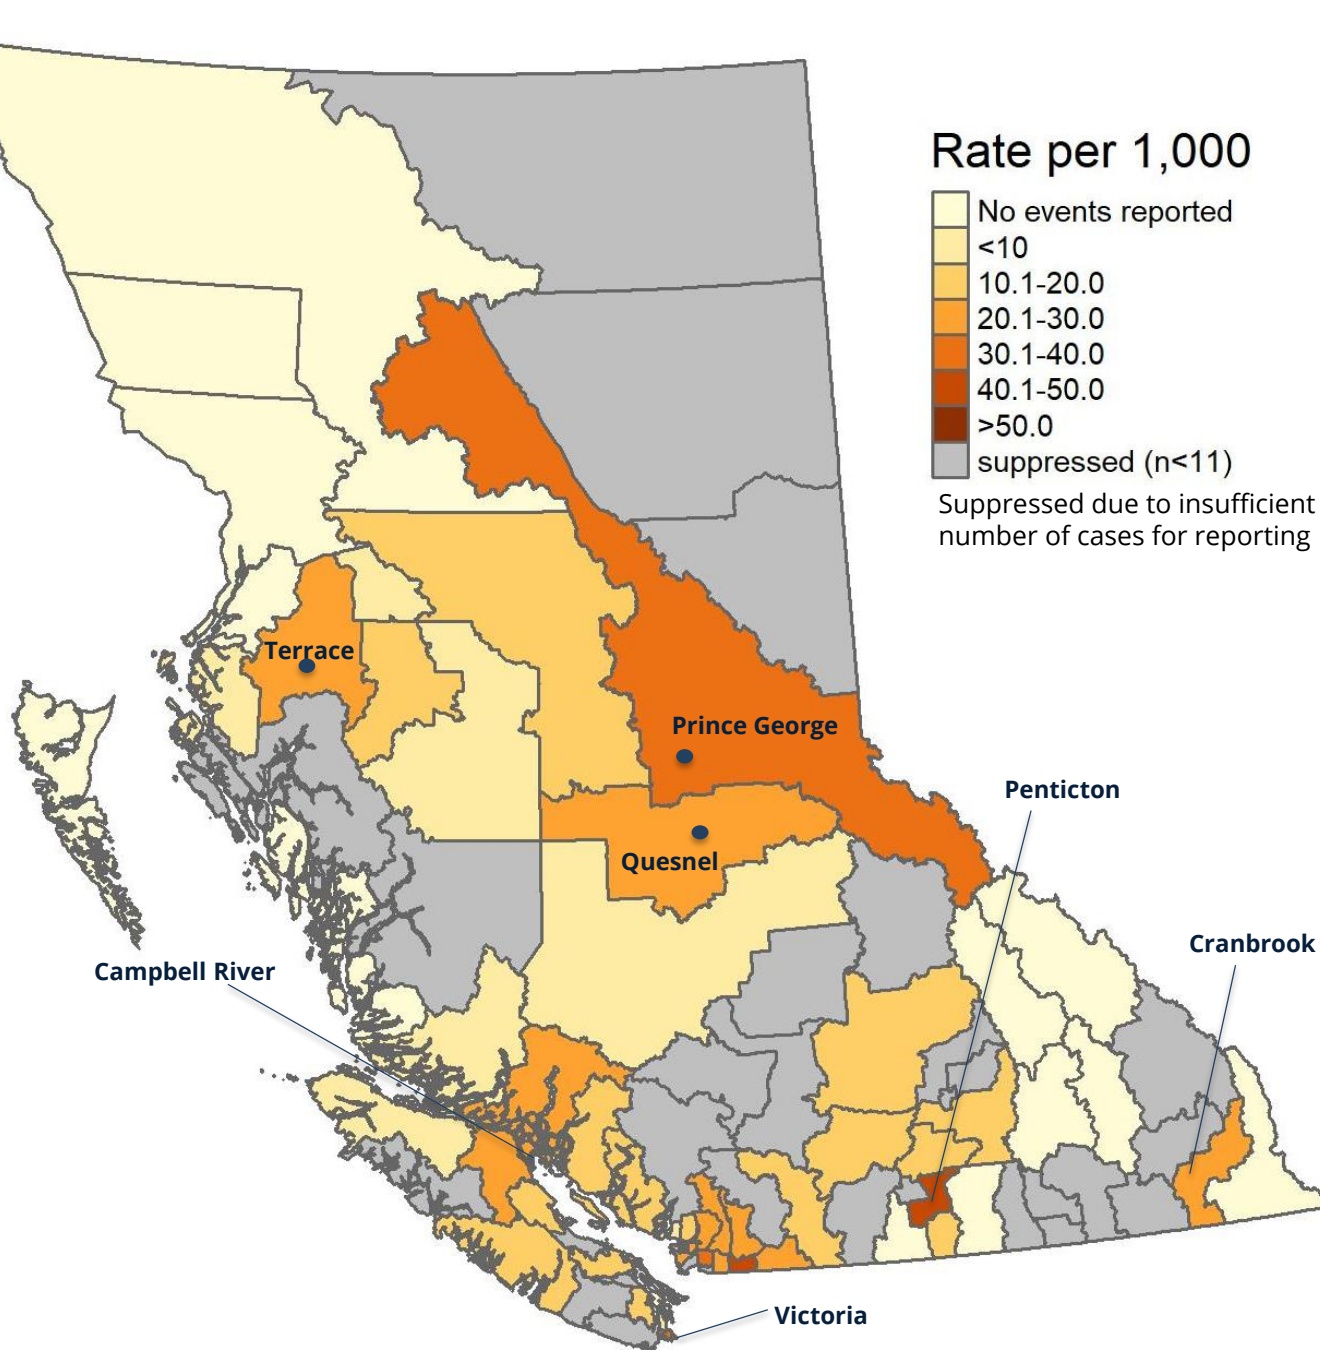 Rate per 1,000
No events reported
<10
10.1-20.0
20.1-30.0
30.1-40.0
40.1-50.0
>50.0
suppressed (n<11)
Suppressed due to insufficient
number of cases for reporting
Terrace
Prince George
Penticton
Quesnel
Cranbrook
Campbell River
Victoria